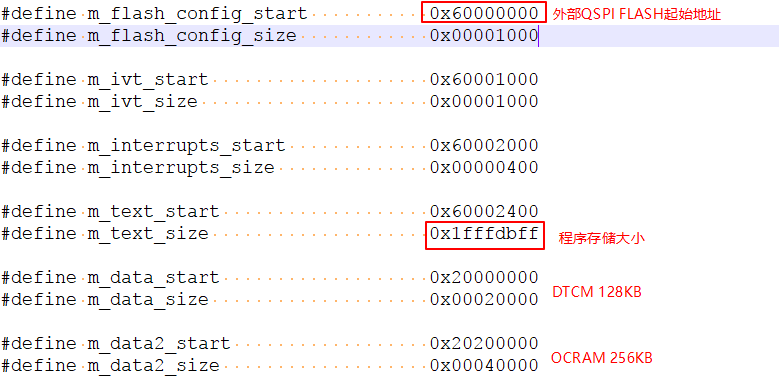 #define m_flash_config_start 0x60000000 外部QSPI FLASH起始地址
#define m_flash_config_size 0x00001000
#define m_ivt_start 0x60001000
#define m_ivt_size 0x00001000
#define m_interrupts_start 0x60002000
#define m_interrupts_size 0x00000400
#define m_text_start 0x60002400
#define m_text_size 0x1fffdbff 程序存储大小
#define m_data_start 0x20000000
#define m_data_size 0x00020000 DTCM 128KB
#define m_data2_start 0x20200000
#define m_data2_size 0x00040000 OCRAM 256KB